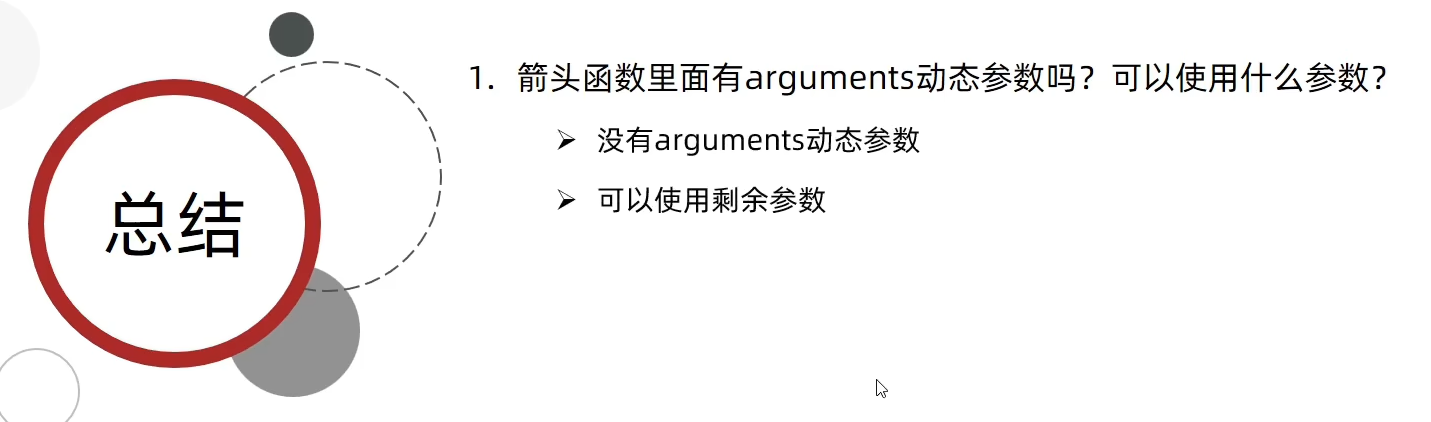 总结
1. 箭头函数里面有arguments动态参数吗？可以使用什么参数？
➢ 没有arguments动态参数
➢ 可以使用剩余参数